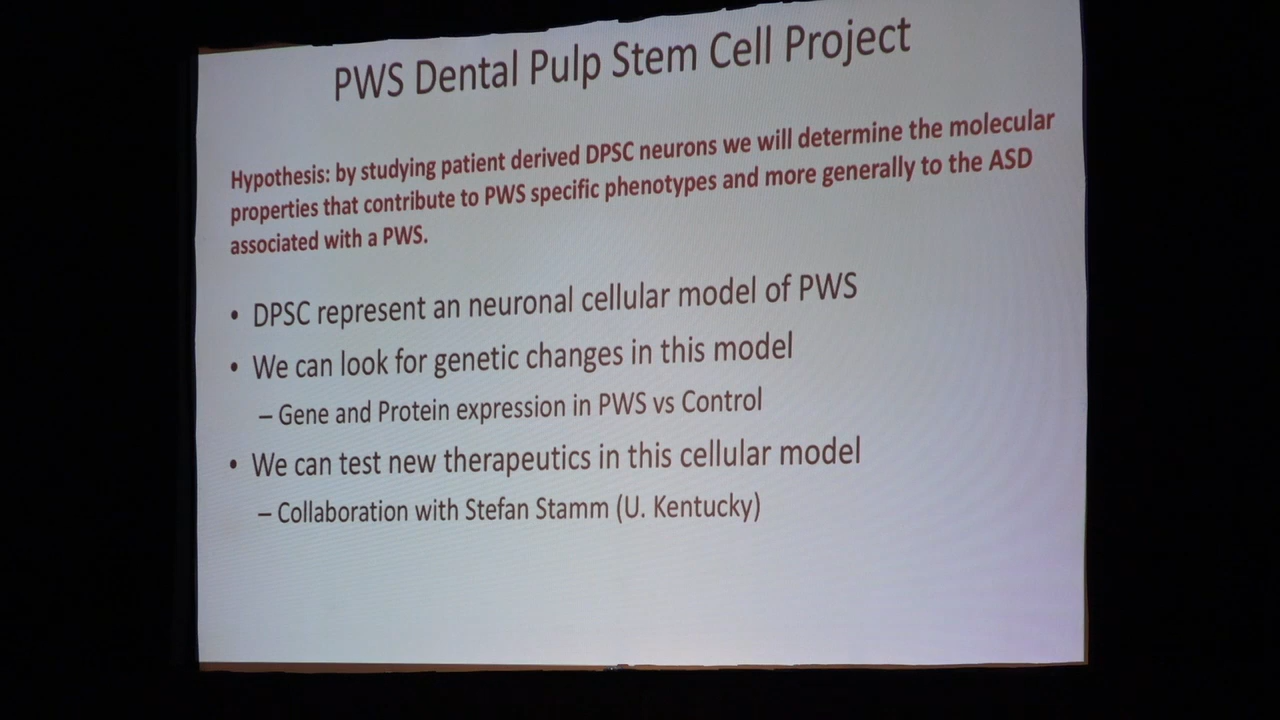 PWS Dental Pulp Stem Cell Project
Hypothesis: by studying patient derived DPSC neurons we will determine the molecular
properties that contribute to PWS specific phenotypes and more generally to the ASD
associated with a PWS.
• DPSC represent an neuronal cellular model of PWS
• We can look for genetic changes in this model
– Gene and Protein expression in PWS vs Control
• We can test new therapeutics in this cellular model
– Collaboration with Stefan Stamm (U. Kentucky)